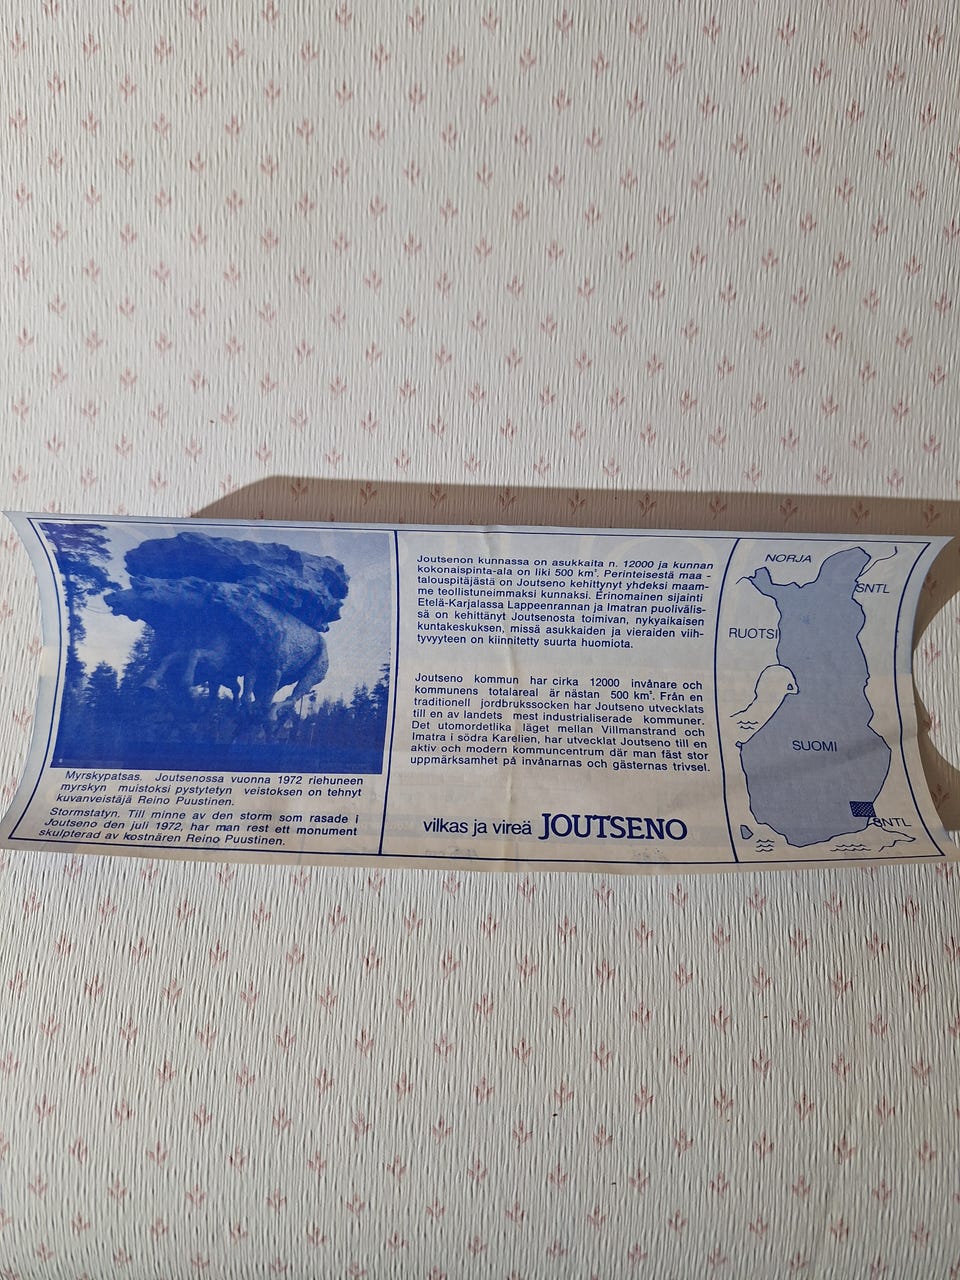 Myrskypatsas. Joutsenossa vuonna 1972 riehuneen
myrskyn muistoksi pystytetyn veistoksen on tehnyt
kuvanveistäjä Reino Puustinen.
Stormstatyn. Till minne av den storm som rasade i
Joutseno den juli 1972, har man rest ett monument
skulpterad av kostnären Reino Puustinen.
Joutsenon kunnassa on asukkaita n. 12000 ja kunnan
kokonaispinta-ala on liki 500 km². Perinteisestä maa -
talouspitäjästä on Joutseno kehittynyt yhdeksi maam-
me teollistuneimmaksi kunnaksi. Erinomainen sijainti
Etelä-Karjalassa Lappeenrannan ja Imatran puolivälis-
sä on kehittänyt Joutsenosta toimivan, nykyaikaisen
kuntakeskuksen, missä asukkaiden ja vieraiden viih-
tyvyyteen on kiinnitetty suurta huomiota.
Joutseno kommun har cirka 12000 invånare och
kommunens totalareal är nästan 500 km². Från en
traditionell jordbrukssocken har Joutseno utvecklats
till en av landets mest industrialiserade kommuner.
Det utomordetlika läget mellan Villmanstrand och
Imatra i södra Karelien, har utvecklat Joutseno till en
aktiv och modern kommuncentrum där man fäst stor
uppmärksamhet på invånarnas och gästernas trivsel.
vilkas ja vireä JOUTSENO
NORJA
SNTL
RUOTSI
SUOMI
SNTL